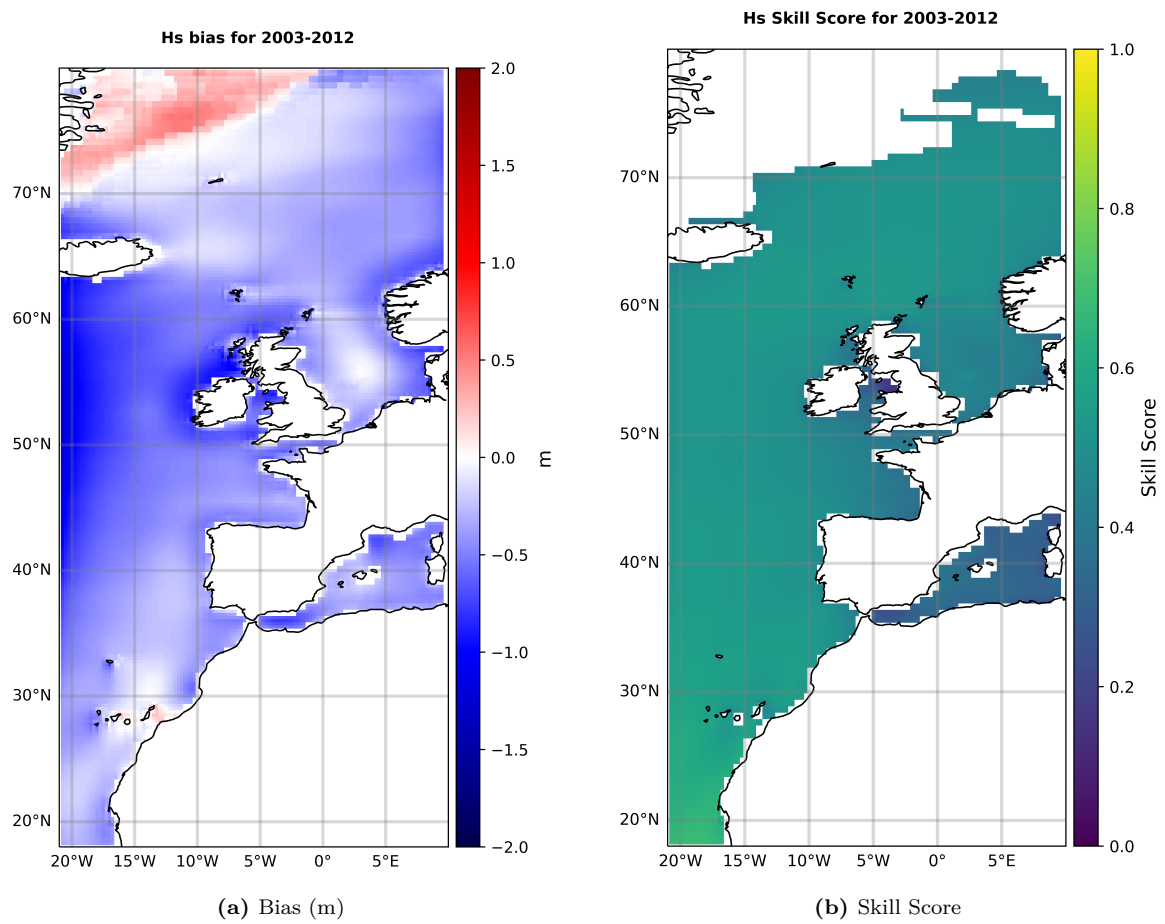 Hs bias for 2003-2012
2.0
1.5
1.0
0.5
0.0
−0.5
−1.0
−1.5
−2.0
m
70°N
60°N
50°N
40°N
30°N
20°N
20°W 15°W 10°W 5°W 0° 5°E
(a) Bias (m)
Hs Skill Score for 2003-2012
1.0
0.8
0.6
0.4
0.2
0.0
Skill Score
70°N
60°N
50°N
40°N
30°N
20°N
20°W 15°W 10°W 5°W 0° 5°E
(b) Skill Score